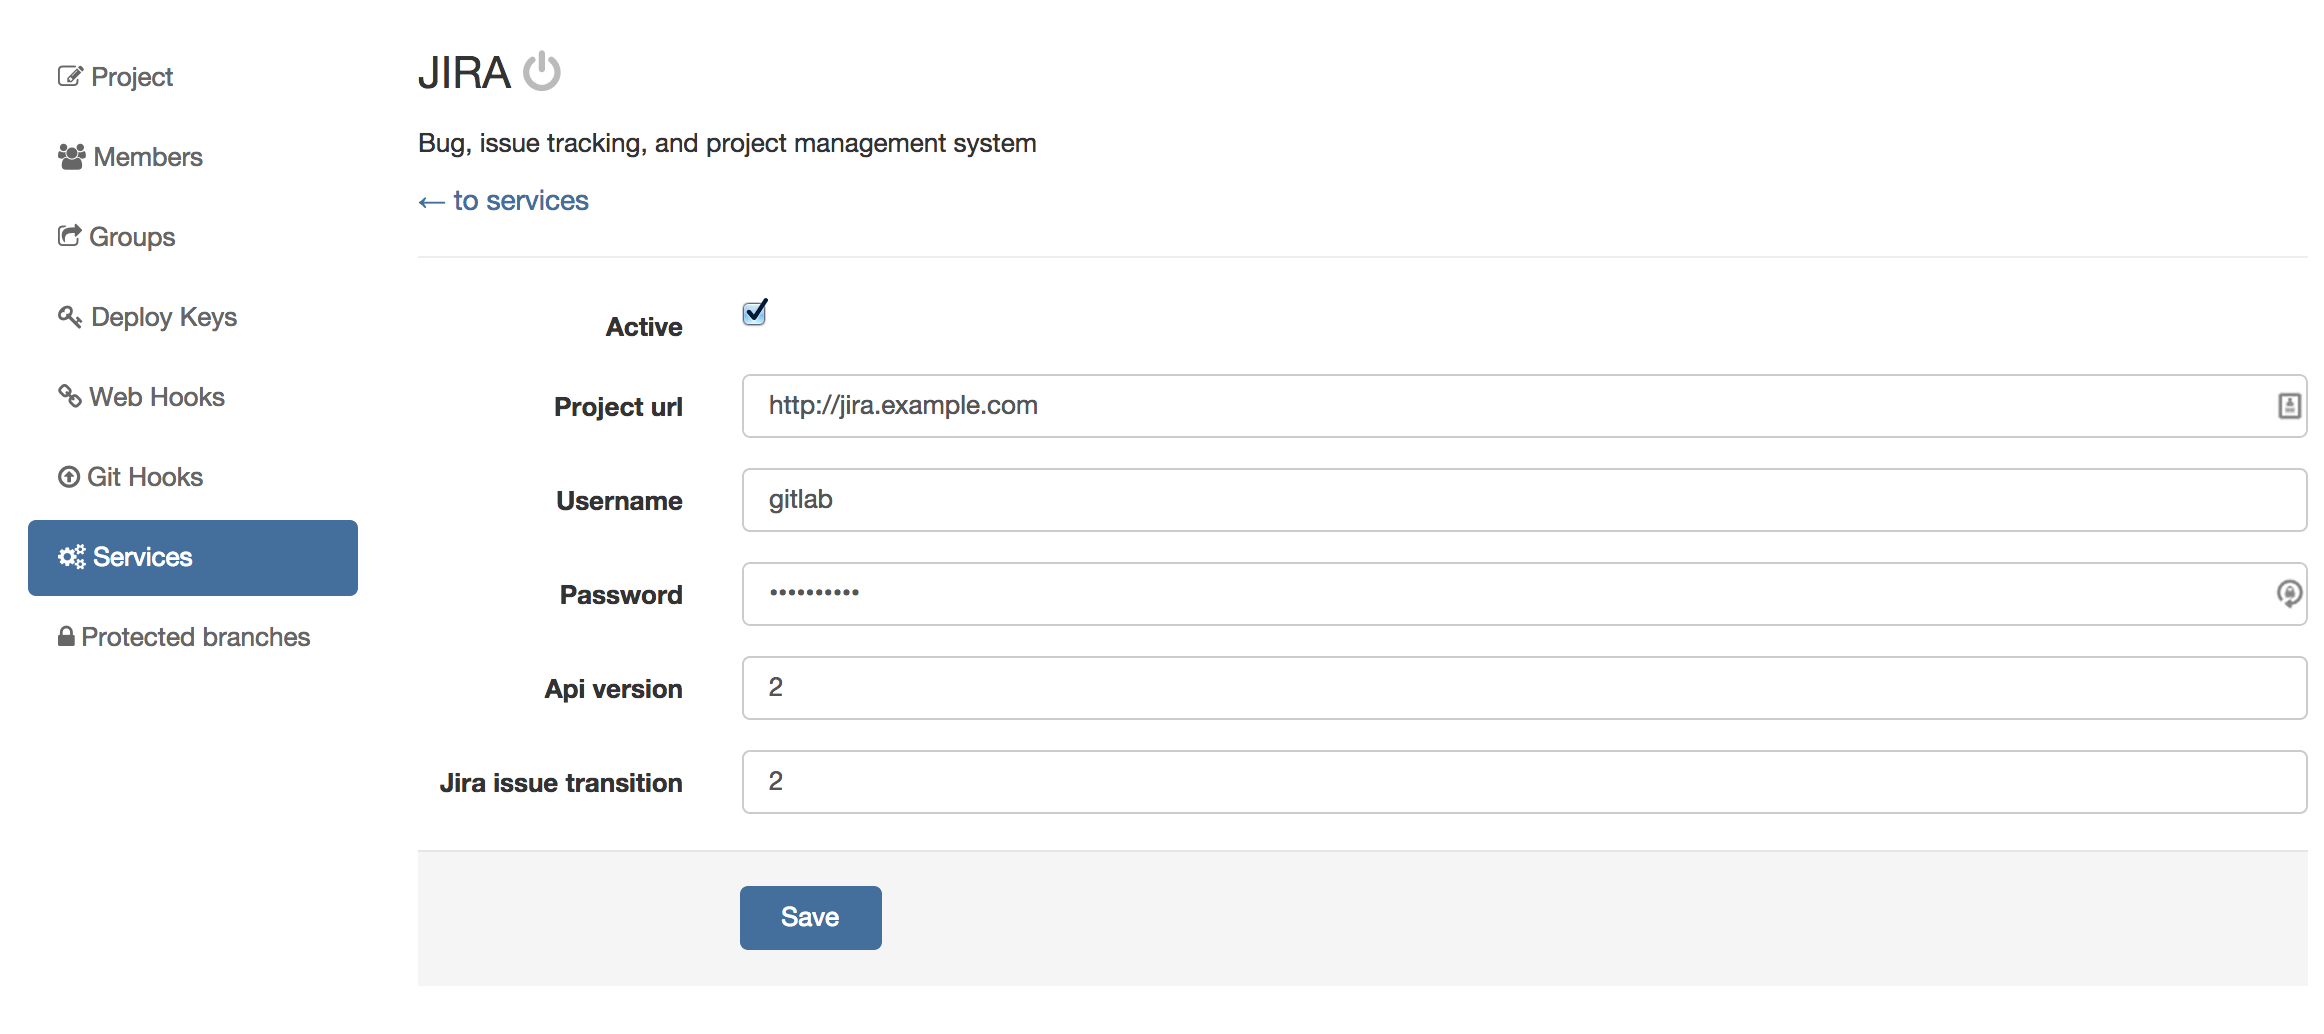 Project
Members
Groups
Deploy Keys
Web Hooks
Git Hooks
Services
Protected branches
JIRA
Bug, issue tracking, and project management system
← to services
Active
Project url http://jira.example.com
Username gitlab
Password ••••••••••
Api version 2
Jira issue transition 2
Save